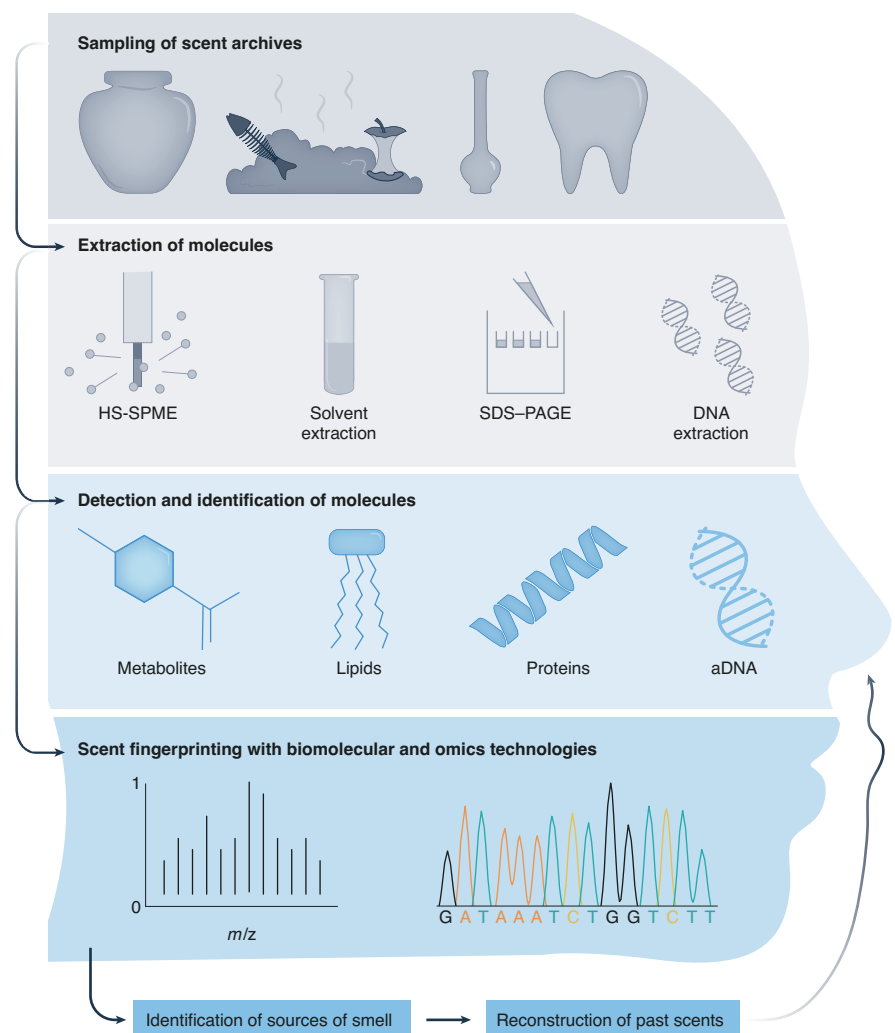 Sampling of scent archives
Extraction of molecules
HS-SPME
Solvent
extraction
SDS–PAGE
DNA
extraction
Detection and identification of molecules
Metabolites
Lipids
Proteins
aDNA
Scent fingerprinting with biomolecular and omics technologies
1
0
m/z
G A T A A A T C T G G T C T T
Identification of sources of smell
Reconstruction of past scents